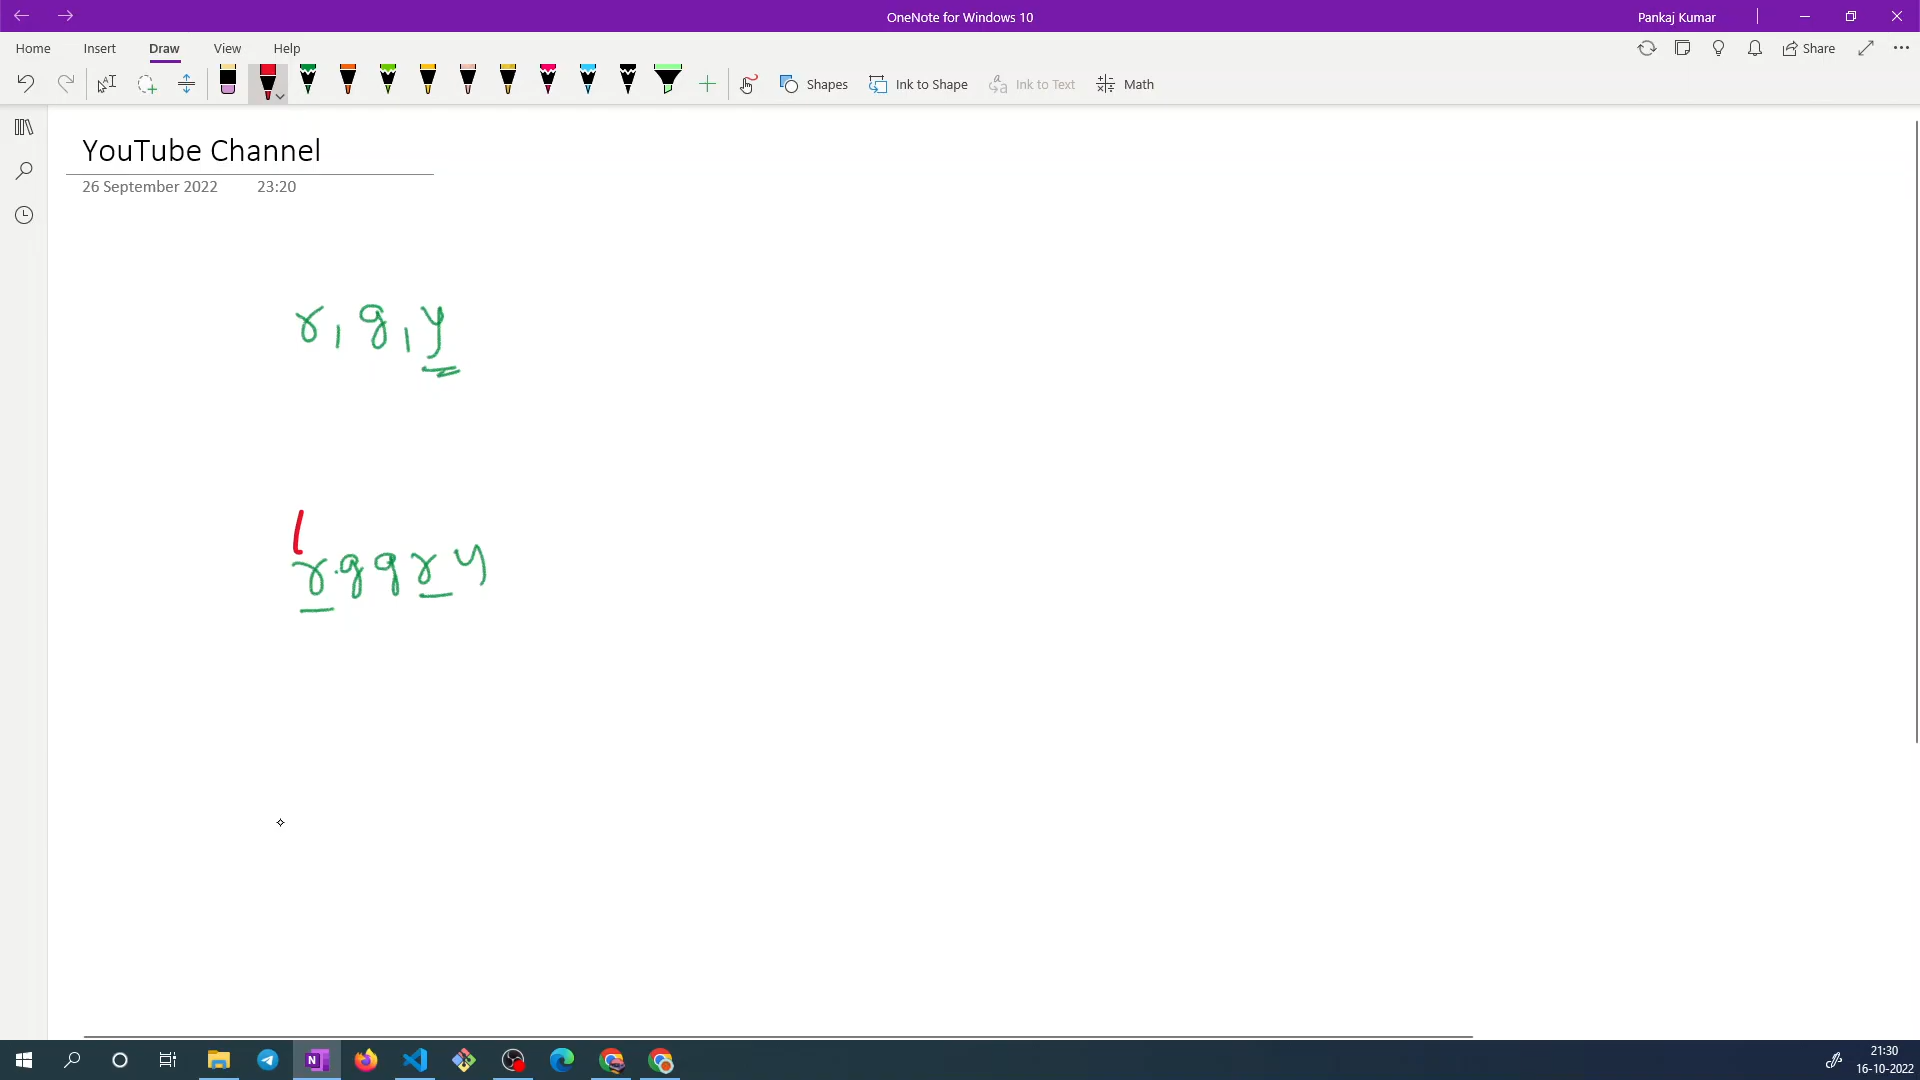 OneNote for Windows 10
Pankaj Kumar
Home Insert Draw View Help
Share
Shapes Ink to Shape Ink to Text Math
YouTube Channel
26 September 2022 23:20
r, g, y
r g g r y
21:30
16-10-2022